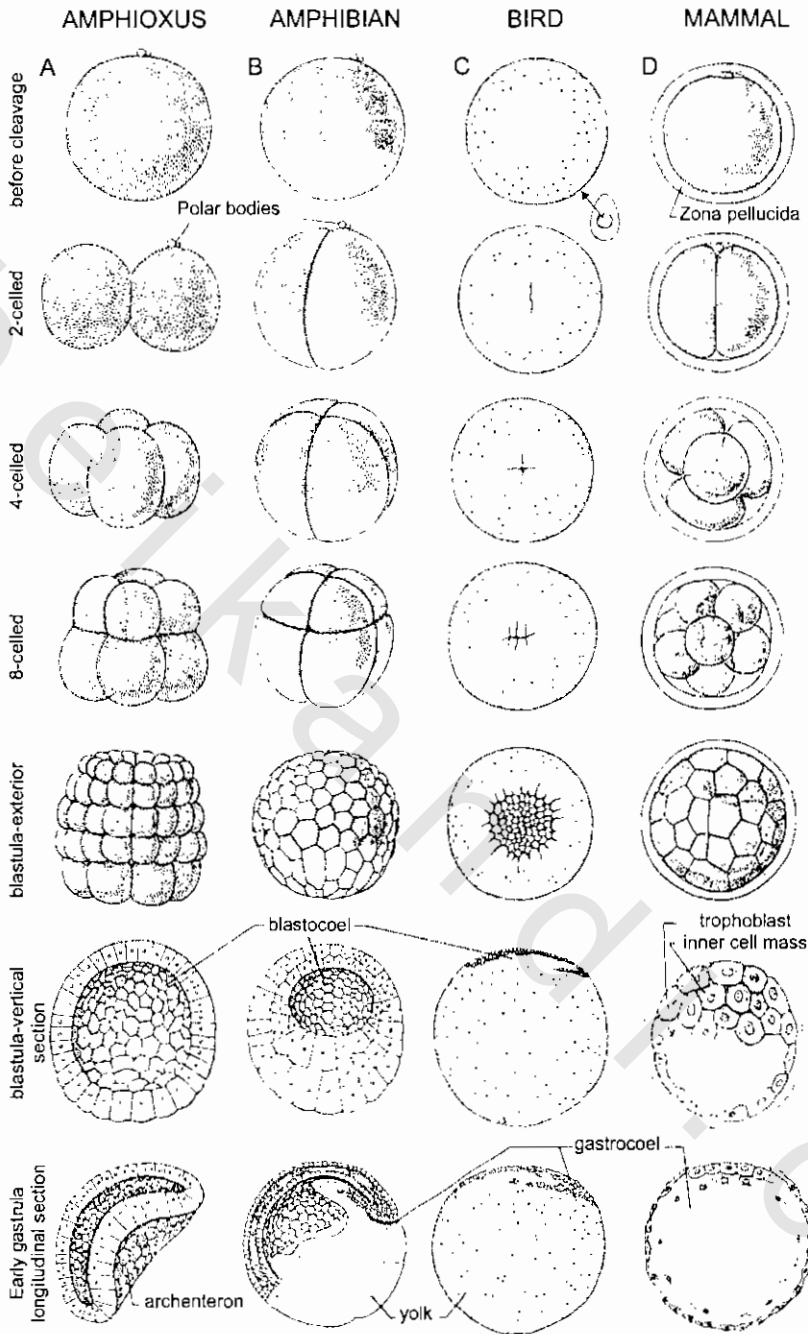 AMPHIOXUS AMPHIBIAN BIRD MAMMAL
before cleavage
A B C D
Polar bodies
Zona pellucida
2-celled
4-celled
8-celled
blastula-exterior
blastula-vertical
section
blastocoel
trophoblast
inner cell mass
Early gastrula
longitudinal section
gastrocoel
archenteron
yolk